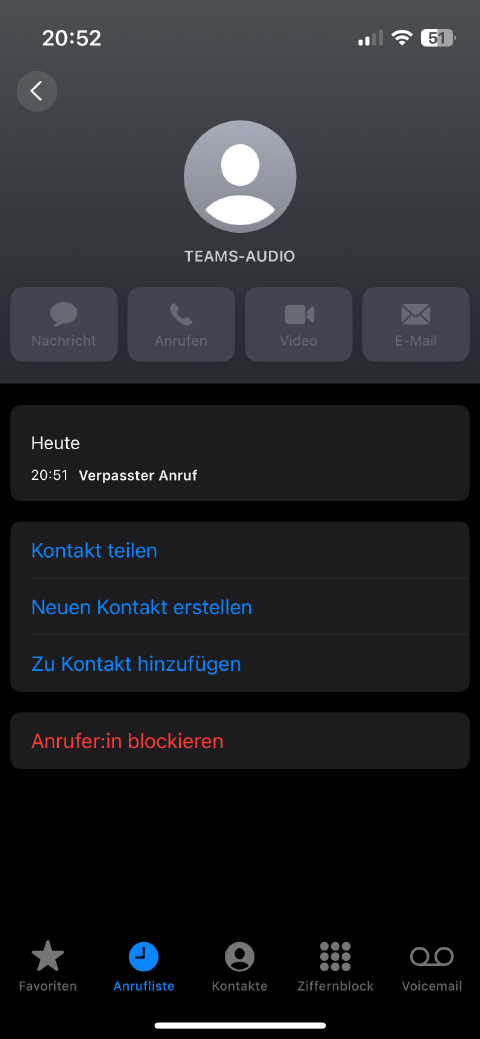 20:52
51
TEAMS-AUDIO
Nachricht Anrufen Video E-Mail
Heute
20:51 Verpasster Anruf
Kontakt teilen
Neuen Kontakt erstellen
Zu Kontakt hinzufügen
Anrufer:in blockieren
Favoriten Anrufliste Kontakte Ziffernblock Voicemail